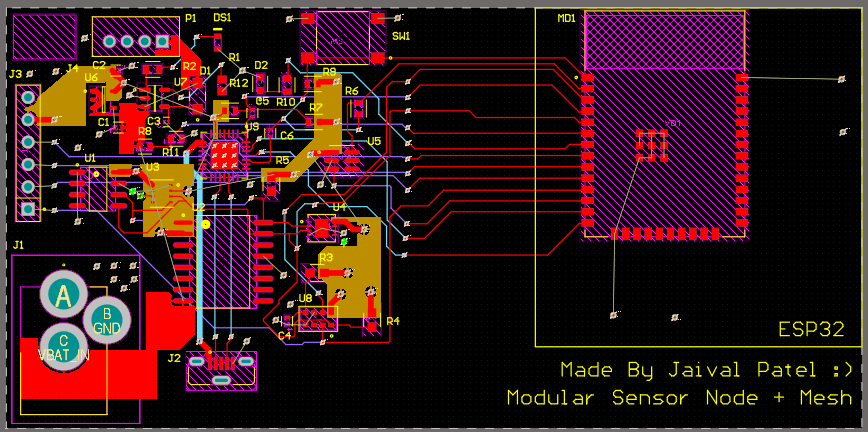 P1
DS1
MD1
SW1
J3
J4
C2
U6
R2
D1
R1
D2
R9
U7
R12
R10
C5
R7
R6
C1
C3
R8
U9
C6
U5
R11
U1
U3
R5
U4
J1
R3
A
B
GND
C
VBAT_IN
U8
C4
R4
J2
ESP32
Made By Jaival Patel :)
Modular Sensor Node + Mesh